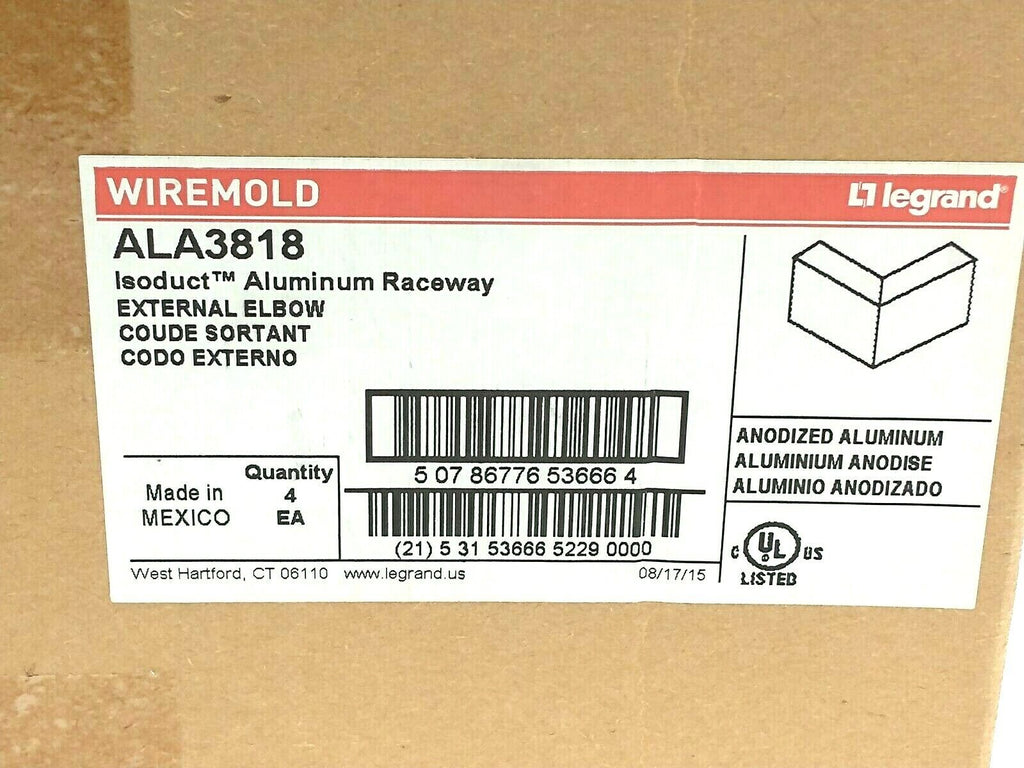 WIREMOLD
legrand®
ALA3818
Isoduct™ Aluminum Raceway
EXTERNAL ELBOW
COUDE SORTANT
CODO EXTERNO
5 07 86776 53666 4
Quantity
4
EA
Made in
MEXICO
(21) 5 31 53666 5229 0000
West Hartford, CT 06110 www.legrand.us 08/17/15
ANODIZED ALUMINUM
ALUMINIUM ANODISE
ALUMINIO ANODIZADO
C UL US
LISTED